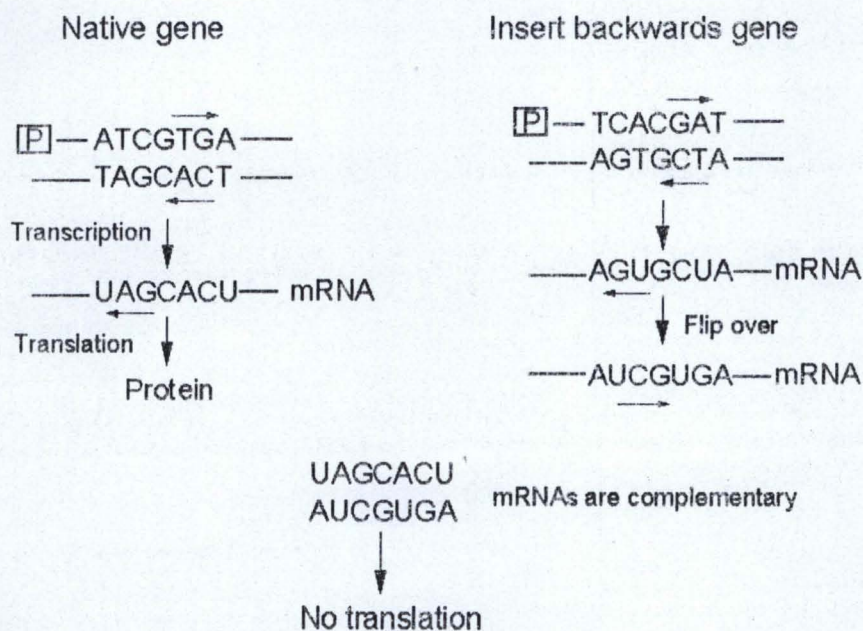 Native gene
Insert backwards gene
[P] — ATCGTGA —
— TAGCACT —
Transcription
— UAGCACU — mRNA
Translation
Protein
[P] — TCACGAT —
— AGTGCTA —
— AGUGCUA — mRNA
Flip over
— AUCGUGA — mRNA
UAGCACU
AUCGUGA
mRNAs are complementary
No translation